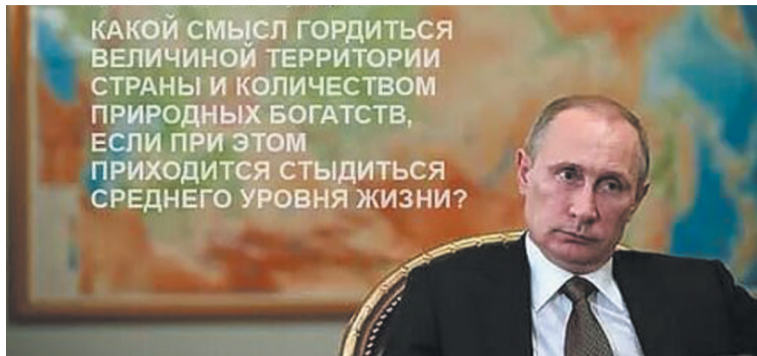 КАКОЙ СМЫСЛ ГОРДИТЬСЯ
ВЕЛИЧИНОЙ ТЕРРИТОРИИ
СТРАНЫ И КОЛИЧЕСТВОМ
ПРИРОДНЫХ БОГАТСТВ,
ЕСЛИ ПРИ ЭТОМ
ПРИХОДИТСЯ СТЫДИТЬСЯ
СРЕДНЕГО УРОВНЯ ЖИЗНИ?